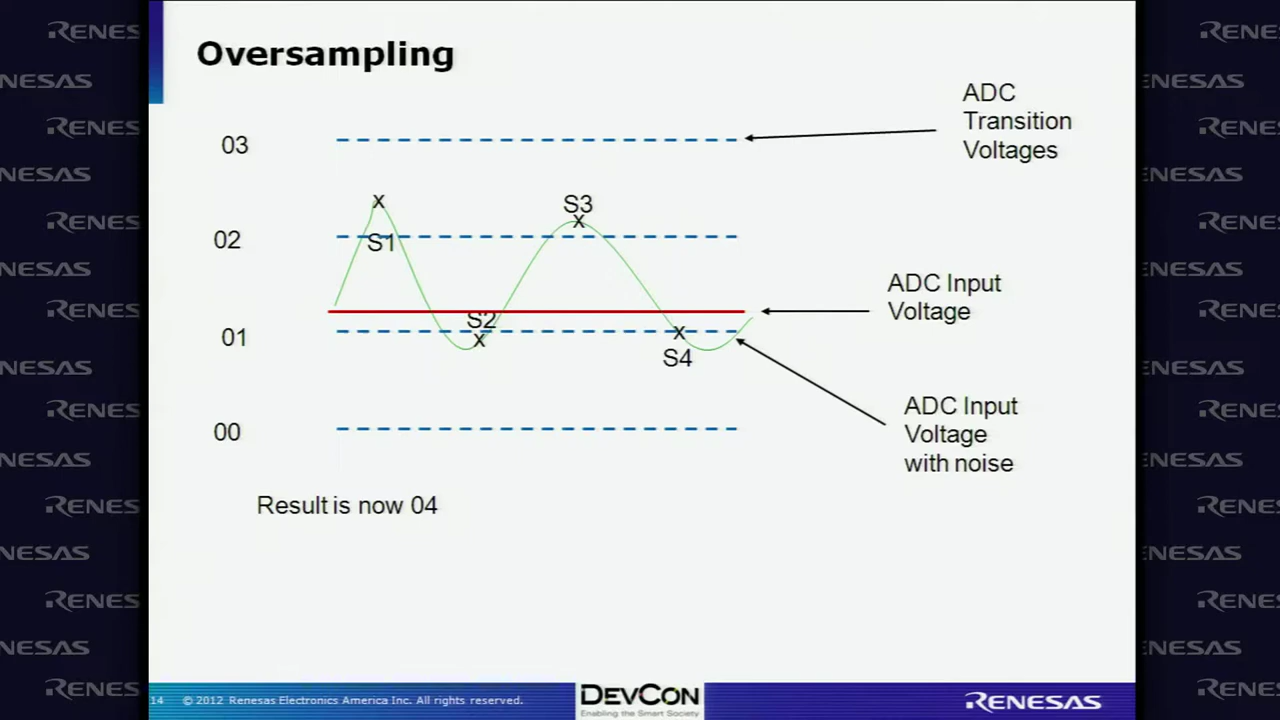 Oversampling
ADC
Transition
Voltages
03
x
S3
x
02
S1
ADC Input
Voltage
S2
01
x
x
S4
ADC Input
Voltage
with noise
00
Result is now 04
14 © 2012 Renesas Electronics America Inc. All rights reserved.
DEVCON
Enabling the Smart Society
RENESAS